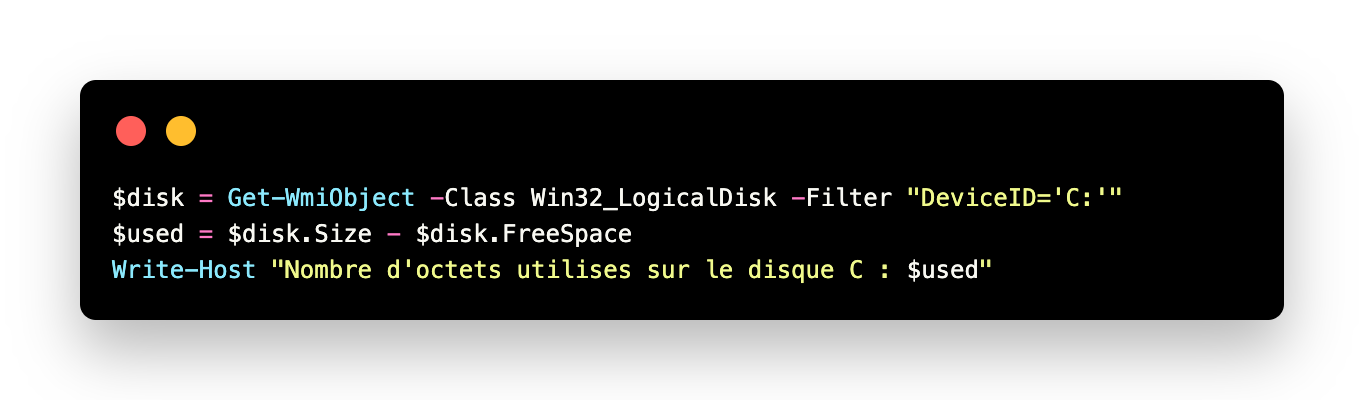 $disk = Get-WmiObject -Class Win32_LogicalDisk -Filter "DeviceID='C:'"
$used = $disk.Size - $disk.FreeSpace
Write-Host "Nombre d'octets utilises sur le disque C : $used"